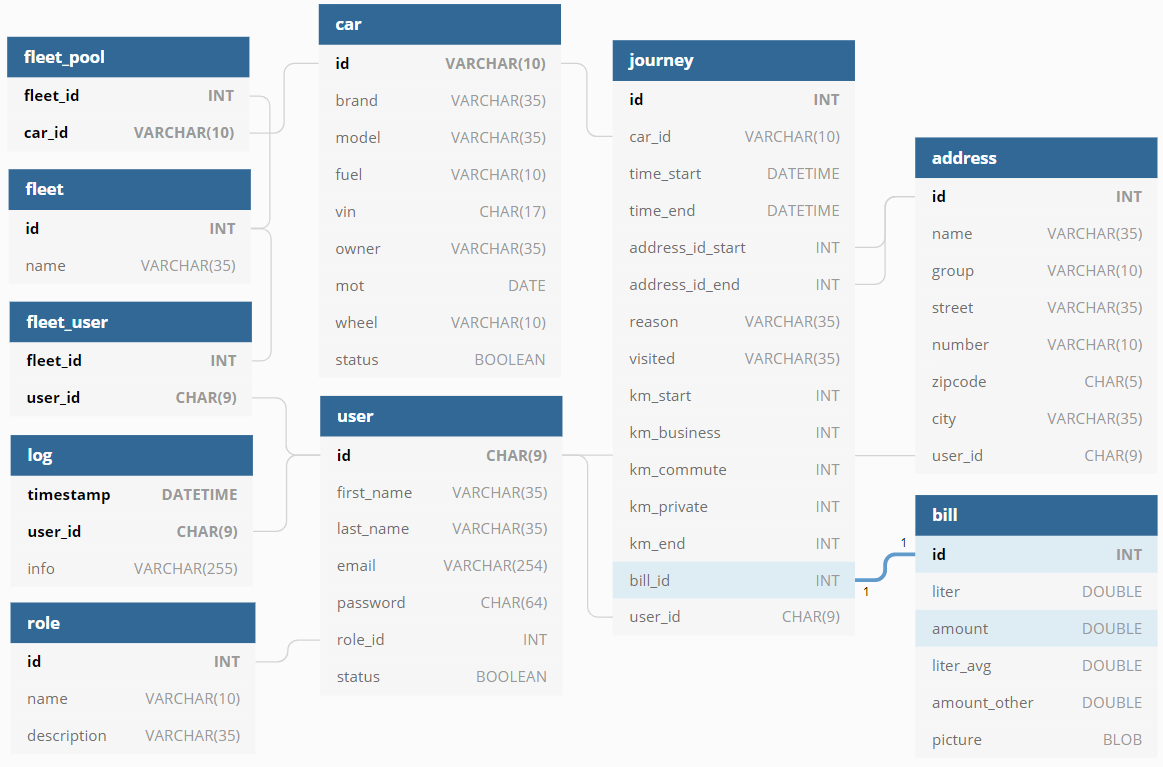 fleet_pool
fleet_id INT
car_id VARCHAR(10)
fleet
id INT
name VARCHAR(35)
fleet_user
fleet_id INT
user_id CHAR(9)
log
timestamp DATETIME
user_id CHAR(9)
info VARCHAR(255)
role
id INT
name VARCHAR(10)
description VARCHAR(35)
car
id VARCHAR(10)
brand VARCHAR(35)
model VARCHAR(35)
fuel VARCHAR(10)
vin CHAR(17)
owner VARCHAR(35)
mot DATE
wheel VARCHAR(10)
status BOOLEAN
user
id CHAR(9)
first_name VARCHAR(35)
last_name VARCHAR(35)
email VARCHAR(254)
password CHAR(64)
role_id INT
status BOOLEAN
journey
id INT
car_id VARCHAR(10)
time_start DATETIME
time_end DATETIME
address_id_start INT
address_id_end INT
reason VARCHAR(35)
visited VARCHAR(35)
km_start INT
km_business INT
km_commute INT
km_private INT
km_end INT
bill_id INT
user_id CHAR(9)
1
1
address
id INT
name VARCHAR(35)
group VARCHAR(10)
street VARCHAR(35)
number VARCHAR(10)
zipcode CHAR(5)
city VARCHAR(35)
user_id CHAR(9)
bill
id INT
liter DOUBLE
amount DOUBLE
liter_avg DOUBLE
amount_other DOUBLE
picture BLOB